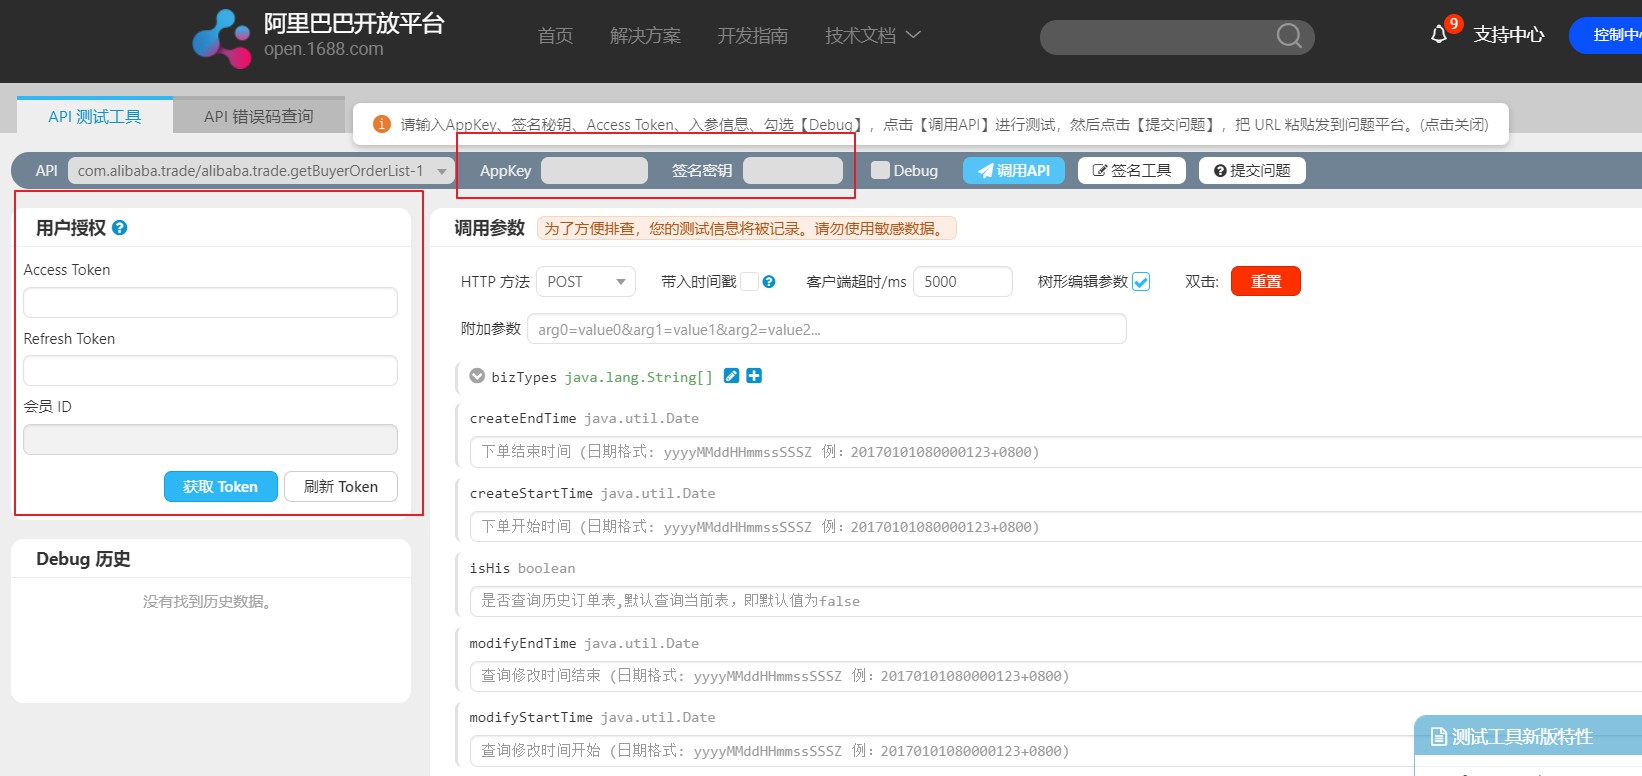 阿里巴巴开放平台
open.1688.com
首页 解决方案 开发指南 技术文档
9
支持中心
控制中心
API 测试工具
API 错误码查询
请输入AppKey、签名秘钥、Access Token、入参信息、勾选【Debug】，点击【调用API】进行测试，然后点击【提交问题】，把 URL 粘贴发到问题平台。(点击关闭)
API com.alibaba.trade/alibaba.trade.getBuyerOrderList-1 AppKey 签名密钥 Debug 调用API 签名工具 提交问题
用户授权
Access Token
Refresh Token
会员 ID
获取 Token 刷新 Token
Debug 历史
没有找到历史数据。
调用参数 为了方便排查，您的测试信息将被记录。请勿使用敏感数据。
HTTP 方法 POST 带入时间戳 客户端超时/ms 5000 树形编辑参数 双击: 重置
附加参数 arg0=value0&arg1=value1&arg2=value2...
bizTypes java.lang.String[]
createEndTime java.util.Date
下单结束时间 (日期格式: yyyyMMddHHmmssSSSZ 例：20170101080000123+0800)
createStartTime java.util.Date
下单开始时间 (日期格式: yyyyMMddHHmmssSSSZ 例：20170101080000123+0800)
isHis boolean
是否查询历史订单表,默认查询当前表，即默认值为false
modifyEndTime java.util.Date
查询修改时间结束 (日期格式: yyyyMMddHHmmssSSSZ 例：20170101080000123+0800)
modifyStartTime java.util.Date
查询修改时间开始 (日期格式: yyyyMMddHHmmssSSSZ 例：20170101080000123+0800)
测试工具新版特性